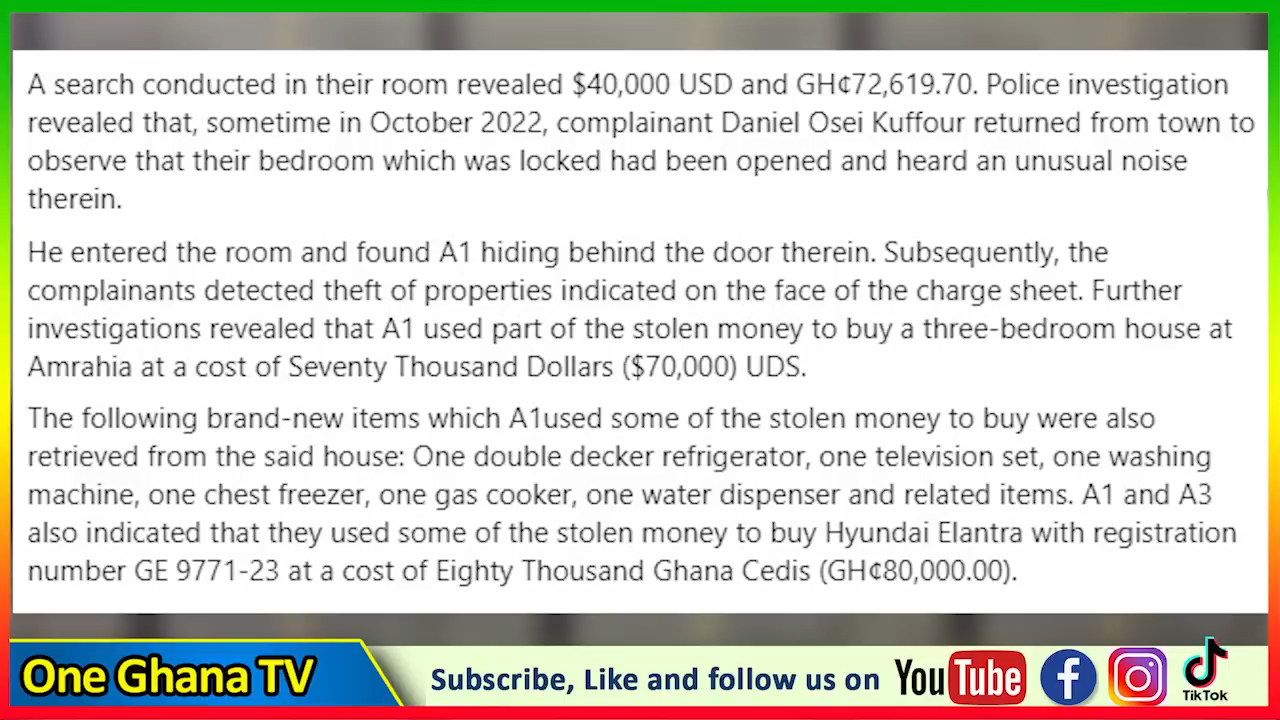 A search conducted in their room revealed $40,000 USD and GH¢72,619.70. Police investigation
revealed that, sometime in October 2022, complainant Daniel Osei Kuffour returned from town to
observe that their bedroom which was locked had been opened and heard an unusual noise
therein.
He entered the room and found A1 hiding behind the door therein. Subsequently, the
complainants detected theft of properties indicated on the face of the charge sheet. Further
investigations revealed that A1 used part of the stolen money to buy a three-bedroom house at
Amrahia at a cost of Seventy Thousand Dollars ($70,000) UDS.
The following brand-new items which A1used some of the stolen money to buy were also
retrieved from the said house: One double decker refrigerator, one television set, one washing
machine, one chest freezer, one gas cooker, one water dispenser and related items. A1 and A3
also indicated that they used some of the stolen money to buy Hyundai Elantra with registration
number GE 9771-23 at a cost of Eighty Thousand Ghana Cedis (GH¢80,000.00).
One Ghana TV
Subscribe, Like and follow us on YouTube
TikTok